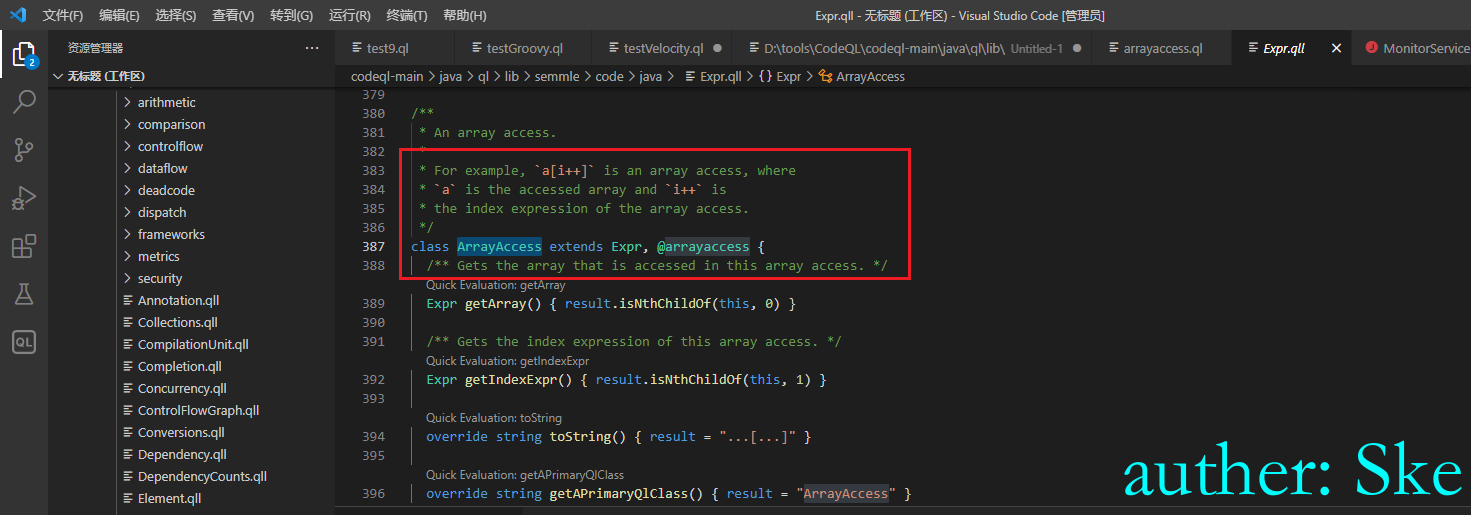 文件(F) 编辑(E) 选择(S) 查看(V) 转到(G) 运行(R) 终端(T) 帮助(H) Expr.qll - 无标题 (工作区) - Visual Studio Code [管理员]
资源管理器 ···
test9.ql testGroovy.ql testVelocity.ql D:\tools\CodeQL\codeql-main\java\ql\lib\ Untitled-1 arrayaccess.ql Expr.qll MonitorService
无标题 (工作区)
codeql-main > java > ql > lib > semmle > code > java > Expr.qll > {} Expr > ArrayAccess
2
QL
arithmetic
comparison
controlflow
dataflow
deadcode
dispatch
frameworks
metrics
security
Annotation.qll
Collections.qll
CompilationUnit.qll
Completion.qll
Concurrency.qll
ControlFlowGraph.qll
Conversions.qll
Dependency.qll
DependencyCounts.qll
Element.qll
379
380 /**
381 * An array access.
382 *
383 * For example, `a[i++]` is an array access, where
384 * `a` is the accessed array and `i++` is
385 * the index expression of the array access.
386 */
387 class ArrayAccess extends Expr, @arrayaccess {
388 /** Gets the array that is accessed in this array access. */
Quick Evaluation: getArray
389 Expr getArray() { result.isNthChildOf(this, 0) }
390
391 /** Gets the index expression of this array access. */
Quick Evaluation: getIndexExpr
392 Expr getIndexExpr() { result.isNthChildOf(this, 1) }
393
Quick Evaluation: toString
394 override string toString() { result = "...[...]" }
395
Quick Evaluation: getAPrimaryQlClass
396 override string getAPrimaryQlClass() { result = "ArrayAccess" }
auther: Ske